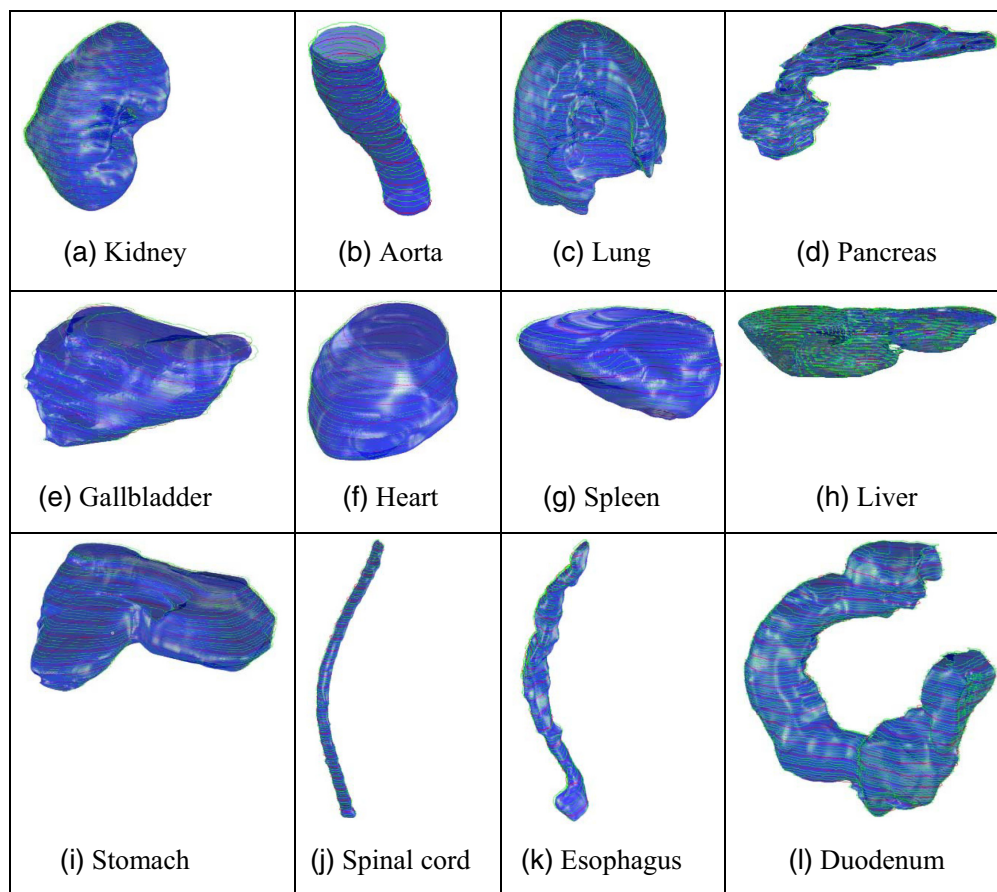 (a) Kidney
(b) Aorta
(c) Lung
(d) Pancreas
(e) Gallbladder
(f) Heart
(g) Spleen
(h) Liver
(i) Stomach
(j) Spinal cord
(k) Esophagus
(l) Duodenum